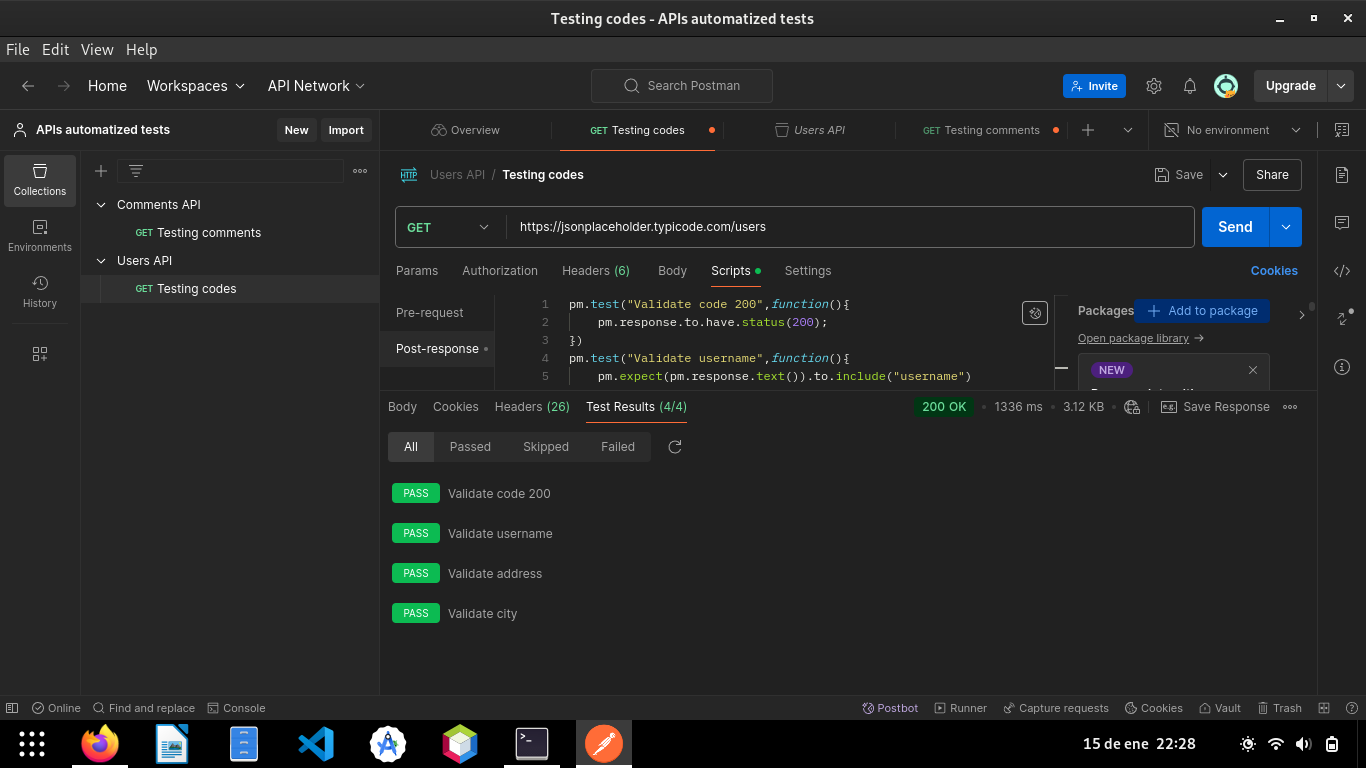 Testing codes - APIs automatized tests
File Edit View Help
Home Workspaces API Network Search Postman Invite Upgrade
APIs automatized tests New Import Overview GET Testing codes Users API GET Testing comments No environment
Collections
Environments
History
Comments API
GET Testing comments
Users API
GET Testing codes
HTTP Users API / Testing codes Save Share
GET https://jsonplaceholder.typicode.com/users Send
Params Authorization Headers (6) Body Scripts Settings Cookies
Pre-request
Post-response
1 pm.test("Validate code 200",function(){
2 pm.response.to.have.status(200);
3 })
4 pm.test("Validate username",function(){
5 pm.expect(pm.response.text()).to.include("username")
Packages Add to package
Open package library →
NEW
Body Cookies Headers (26) Test Results (4/4) 200 OK 1336 ms 3.12 KB e.g. Save Response
All Passed Skipped Failed
PASS Validate code 200
PASS Validate username
PASS Validate address
PASS Validate city
Online Find and replace Console Postbot Runner Capture requests Cookies Vault Trash
15 de ene 22:28